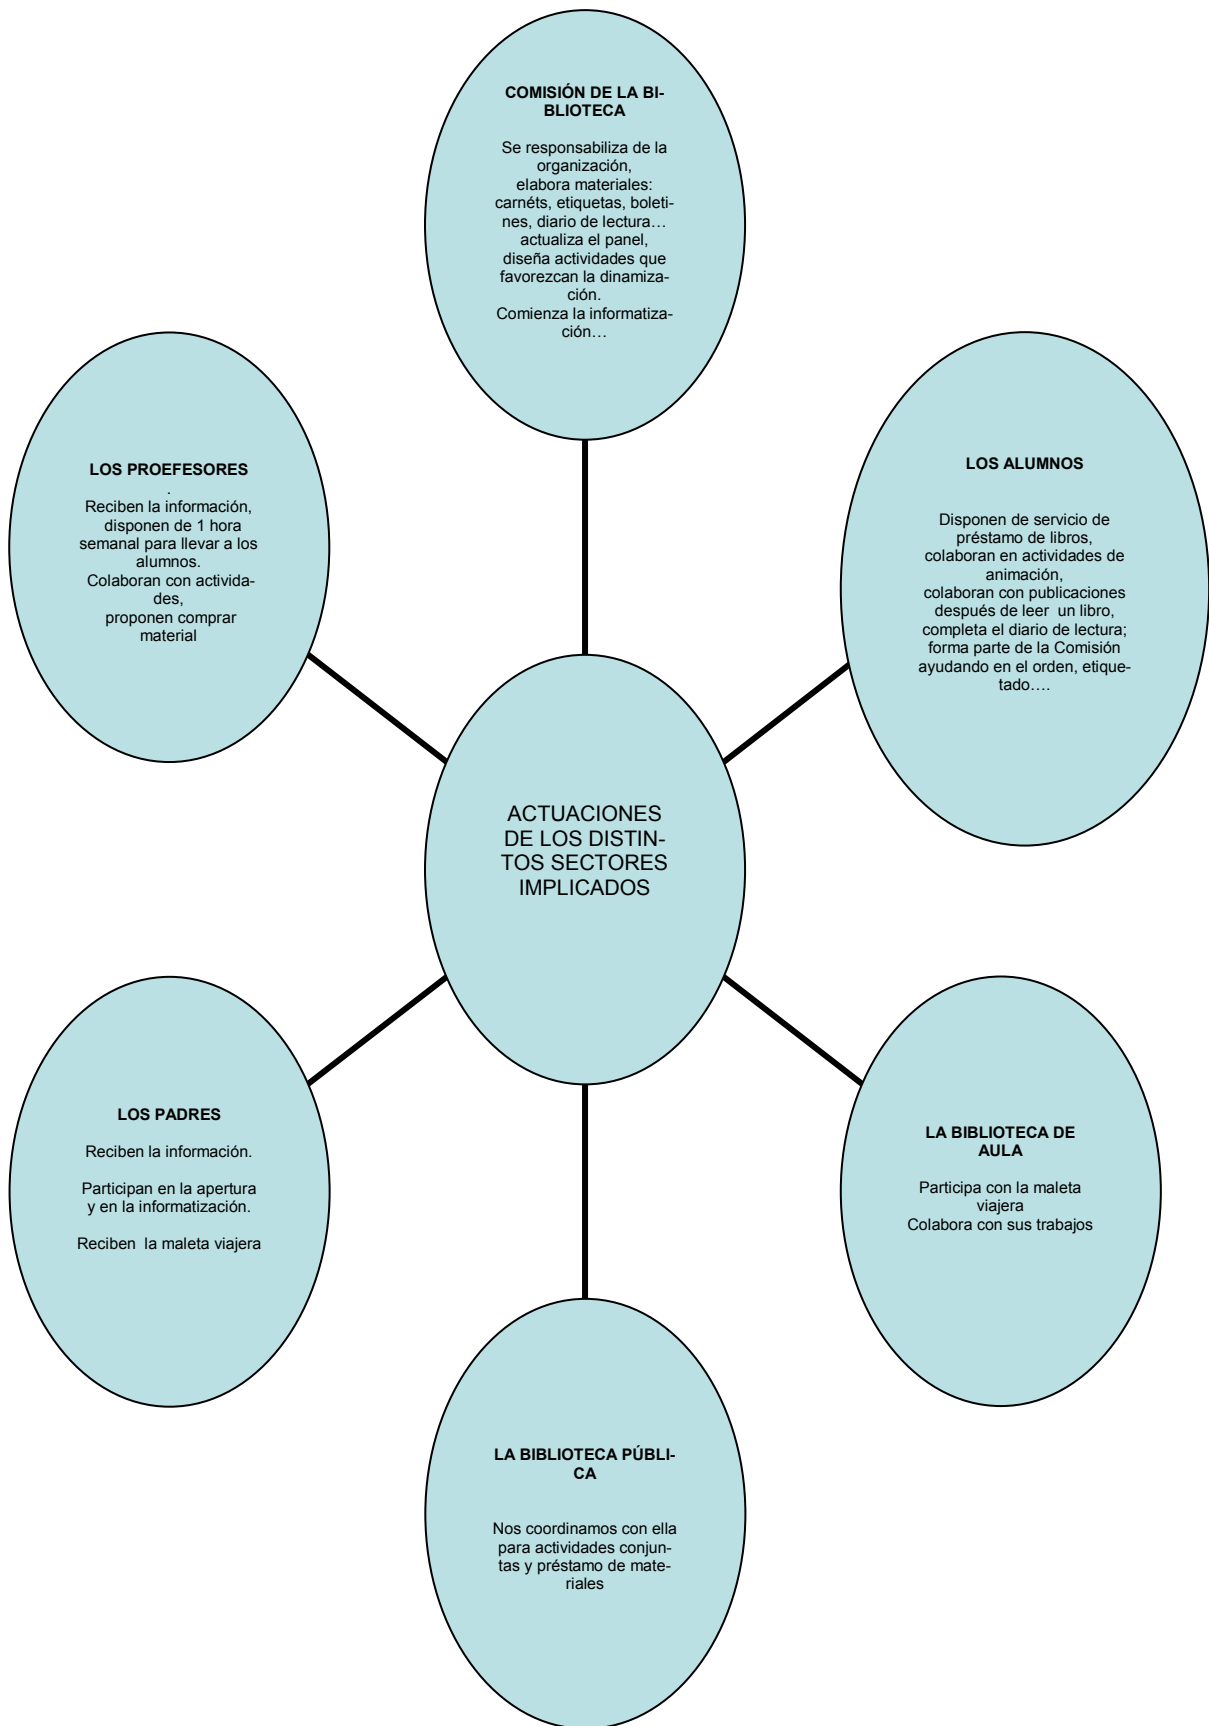 COMISIÓN DE LA BI-
BLIOTECA
Se responsabiliza de la
organización,
elabora materiales:
carnéts, etiquetas, boleti-
nes, diario de lectura…
actualiza el panel,
diseña actividades que
favorezcan la dinamiza-
ción.
Comienza la informatiza-
ción…
LOS PROEFESORES
.
Reciben la información,
disponen de 1 hora
semanal para llevar a los
alumnos.
Colaboran con activida-
des,
proponen comprar
material
LOS ALUMNOS
Disponen de servicio de
préstamo de libros,
colaboran en actividades de
animación,
colaboran con publicaciones
después de leer  un libro,
completa el diario de lectura;
forma parte de la Comisión
ayudando en el orden, etique-
tado….
ACTUACIONES
DE LOS DISTIN-
TOS SECTORES
IMPLICADOS
LOS PADRES
Reciben la información.
Participan en la apertura
y en la informatización.
Reciben  la maleta viajera
LA BIBLIOTECA DE
AULA
Participa con la maleta
viajera
Colabora con sus trabajos
LA BIBLIOTECA PÚBLI-
CA
Nos coordinamos con ella
para actividades conjun-
tas y préstamo de mate-
riales